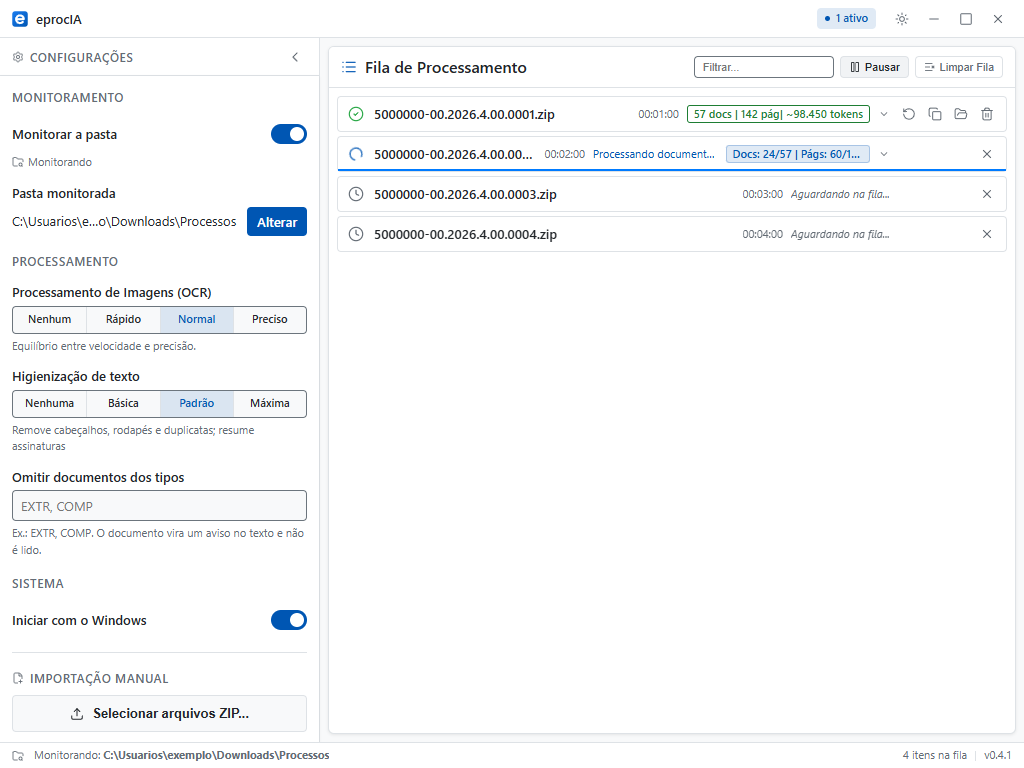 eprocIA
1 ativo
CONFIGURAÇÕES
MONITORAMENTO
Monitorar a pasta
Monitorando
Pasta monitorada
C:\Usuarios\e...o\Downloads\Processos
Alterar
PROCESSAMENTO
Processamento de Imagens (OCR)
Nenhum Rápido Normal Preciso
Equilíbrio entre velocidade e precisão.
Higienização de texto
Nenhuma Básica Padrão Máxima
Remove cabeçalhos, rodapés e duplicatas; resume
assinaturas
Omitir documentos dos tipos
EXTR, COMP
Ex.: EXTR, COMP. O documento vira um aviso no texto e não
é lido.
SISTEMA
Iniciar com o Windows
IMPORTAÇÃO MANUAL
Selecionar arquivos ZIP...
Fila de Processamento
Filtrar...
Pausar
Limpar Fila
5000000-00.2026.4.00.0001.zip 00:01:00 57 docs | 142 pág| ~98.450 tokens
5000000-00.2026.4.00.00... 00:02:00 Processando document... Docs: 24/57 | Págs: 60/1...
5000000-00.2026.4.00.0003.zip 00:03:00 Aguardando na fila...
5000000-00.2026.4.00.0004.zip 00:04:00 Aguardando na fila...
Monitorando: C:\Usuarios\exemplo\Downloads\Processos
4 itens na fila v0.4.1